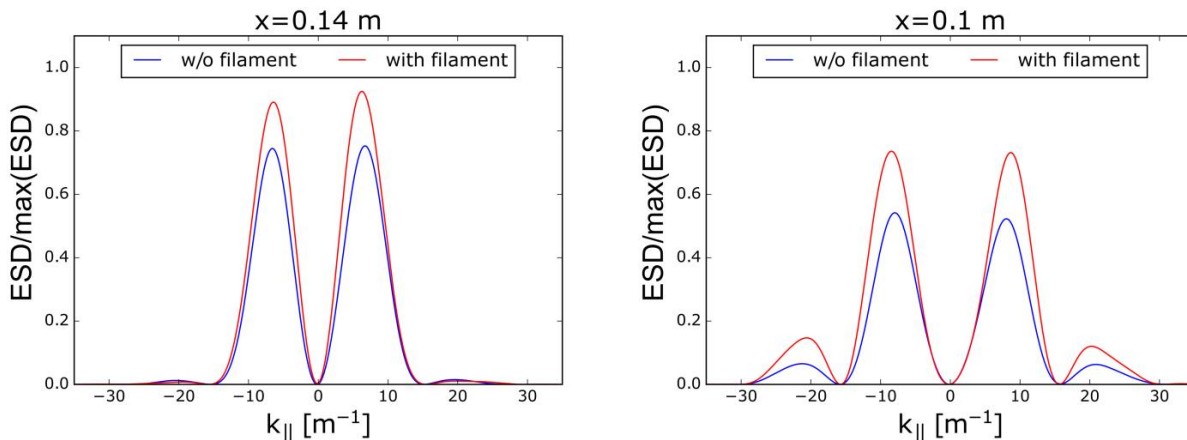 x=0.14 m
w/o filament with filament
1.0
0.8
0.6
0.4
0.2
0.0
ESD/max(ESD)
−30 −20 −10 0 10 20 30
k|| [m⁻¹]
x=0.1 m
w/o filament with filament
1.0
0.8
0.6
0.4
0.2
0.0
ESD/max(ESD)
−30 −20 −10 0 10 20 30
k|| [m⁻¹]